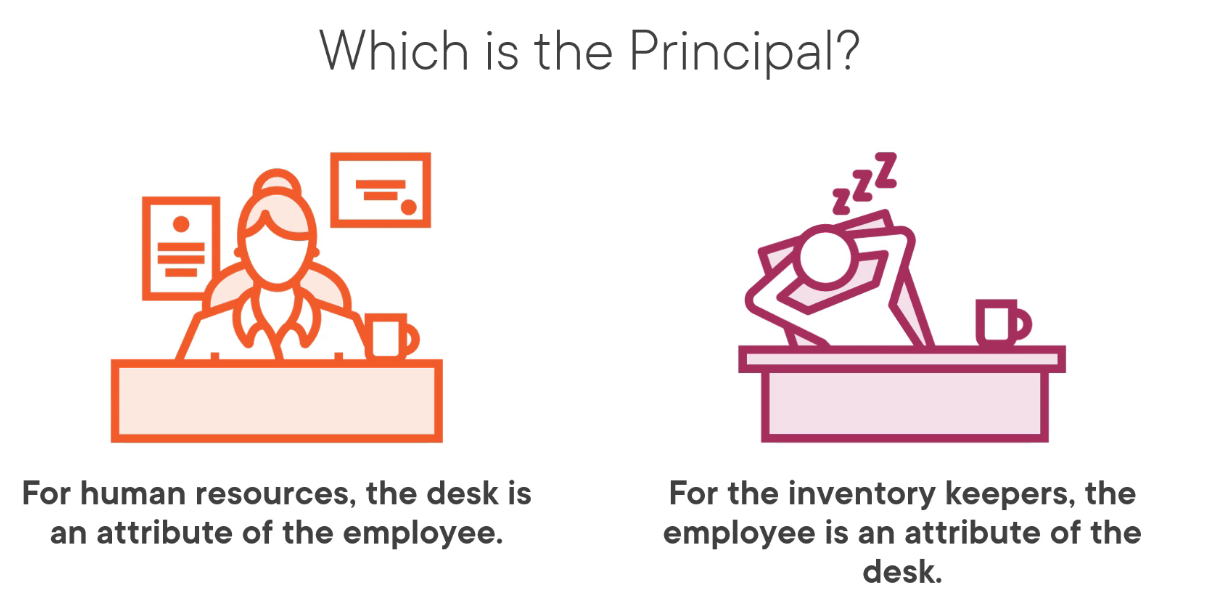 Which is the Principal?
zzz
For human resources, the desk is
an attribute of the employee.
For the inventory keepers, the
employee is an attribute of the
desk.